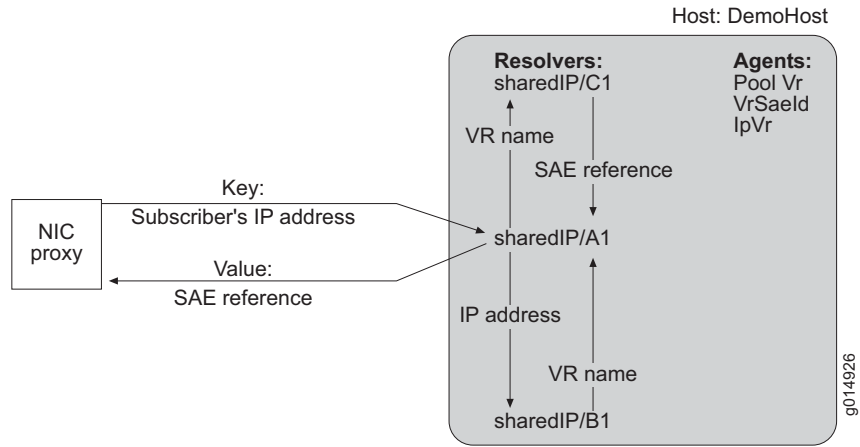 Host: DemoHost
Resolvers:
sharedIP/C1
Agents:
Pool Vr
VrSaeId
IpVr
VR name
SAE reference
Key:
Subscriber's IP address
NIC
proxy
sharedIP/A1
Value:
SAE reference
IP address
VR name
sharedIP/B1
g014926